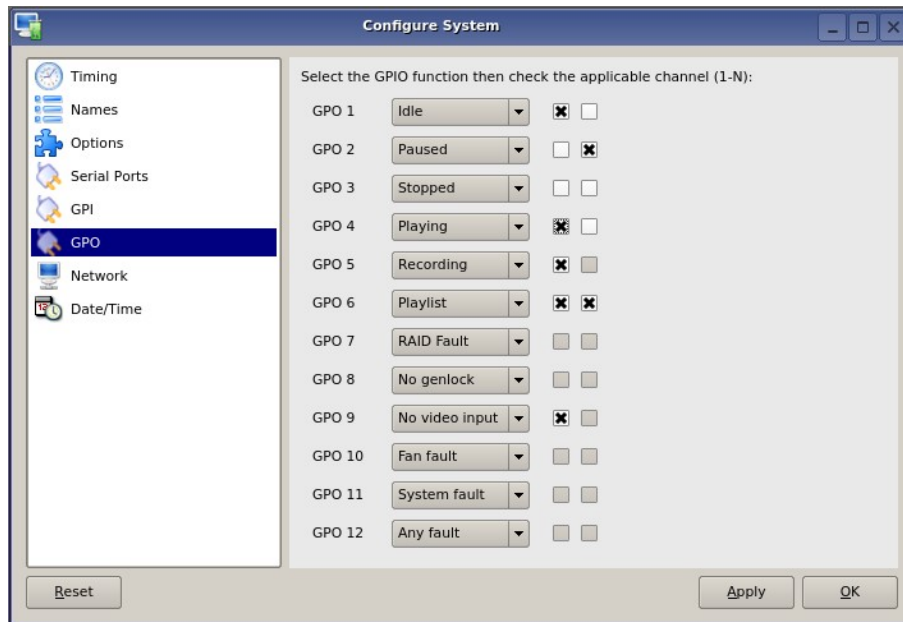 Configure System
Timing
Names
Options
Serial Ports
GPI
GPO
Network
Date/Time
Select the GPIO function then check the applicable channel (1-N):
GPO 1 Idle
GPO 2 Paused
GPO 3 Stopped
GPO 4 Playing
GPO 5 Recording
GPO 6 Playlist
GPO 7 RAID Fault
GPO 8 No genlock
GPO 9 No video input
GPO 10 Fan fault
GPO 11 System fault
GPO 12 Any fault
Reset Apply OK